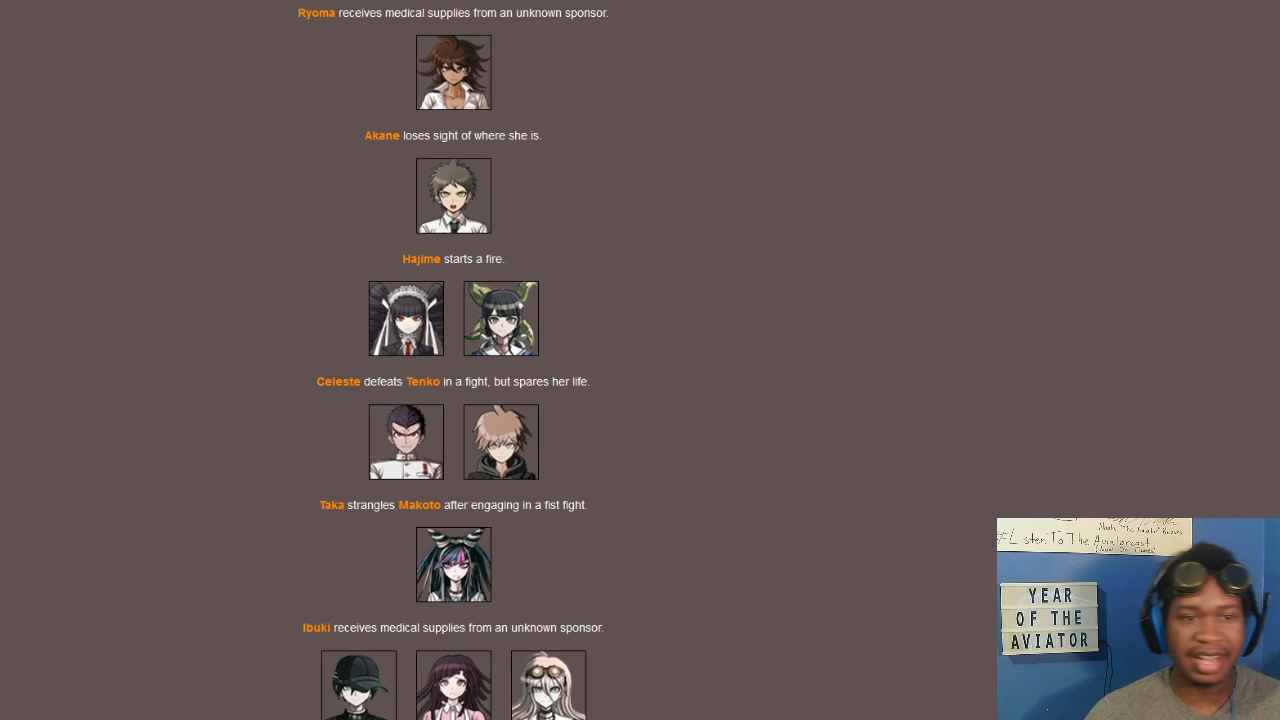 Ryoma receives medical supplies from an unknown sponsor.
Akane loses sight of where she is.
Hajime starts a fire.
Celeste defeats Tenko in a fight, but spares her life.
Taka strangles Makoto after engaging in a fist fight.
Ibuki receives medical supplies from an unknown sponsor.
#ListenToThe
YEAR
OF THE
AVIATOR